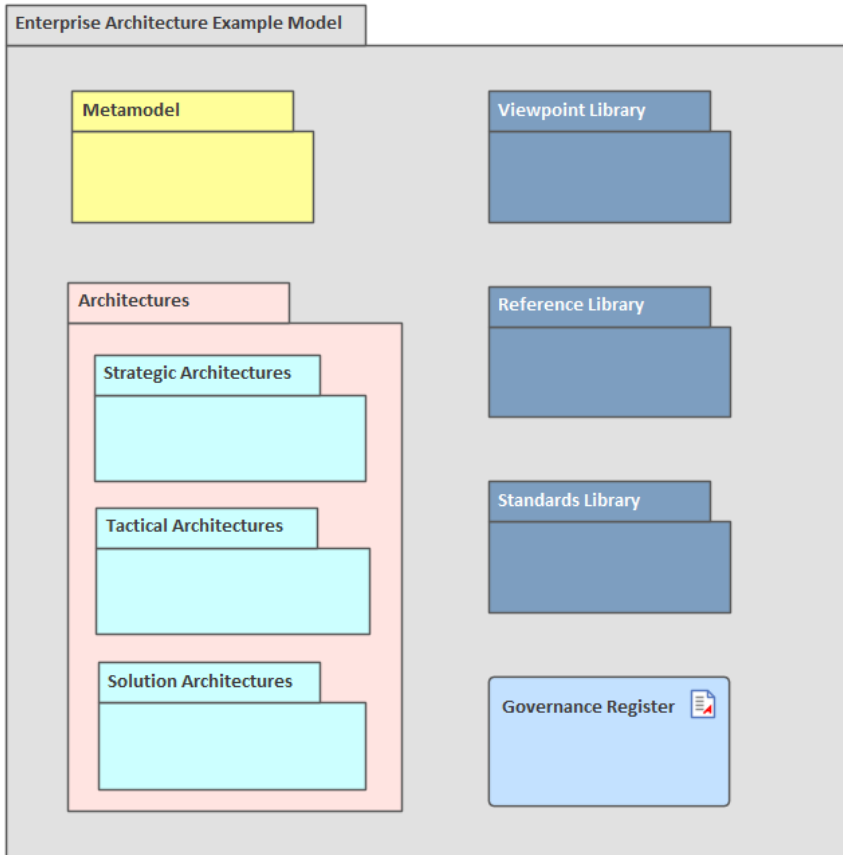 Enterprise Architecture Example Model
Metamodel
Viewpoint Library
Architectures
Reference Library
Strategic Architectures
Tactical Architectures
Standards Library
Solution Architectures
Governance Register